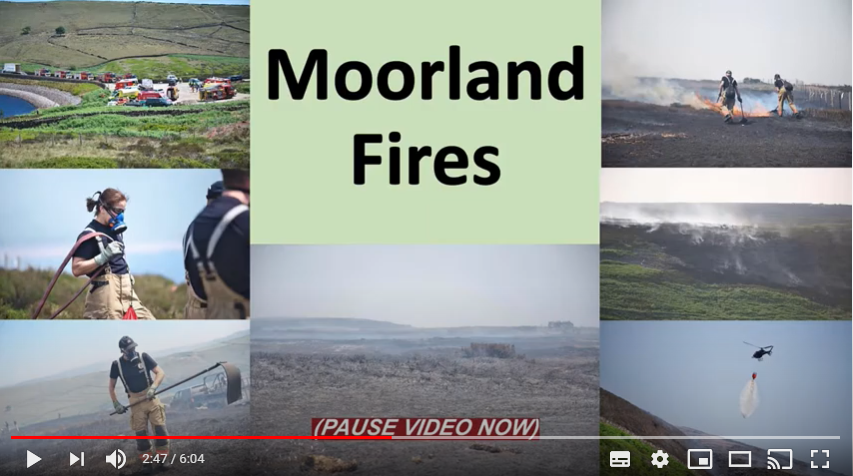 Moorland
Fires
(PAUSE VIDEO NOW)
2:47 / 6:04